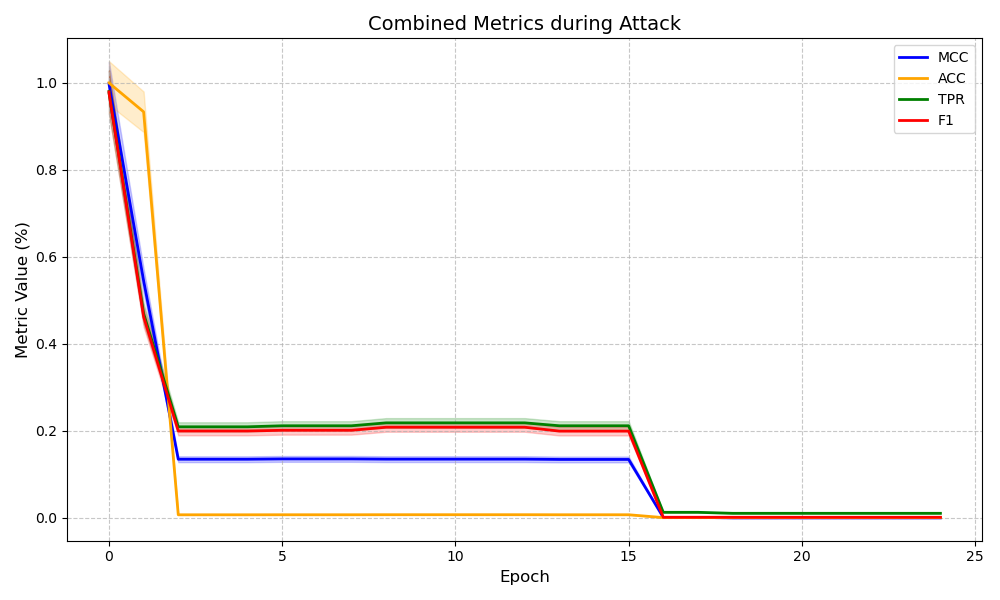 Combined Metrics during Attack
MCC
ACC
TPR
F1
Metric Value (%)
1.0
0.8
0.6
0.4
0.2
0.0
0
5
10
15
20
25
Epoch